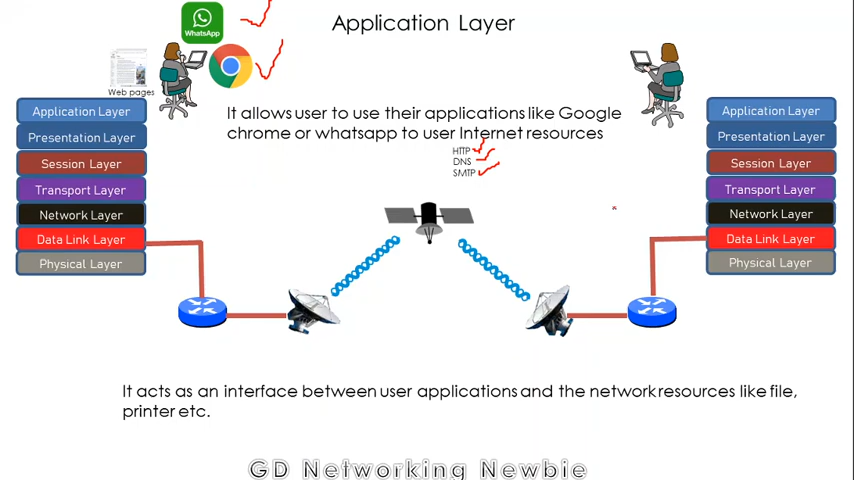 Application Layer
WhatsApp
Web pages
It allows user to use their applications like Google
chrome or whatsapp to user Internet resources
HTTP
DNS
SMTP
Application Layer
Presentation Layer
Session Layer
Transport Layer
Network Layer
Data Link Layer
Physical Layer
Application Layer
Presentation Layer
Session Layer
Transport Layer
Network Layer
Data Link Layer
Physical Layer
It acts as an interface between user applications and the network resources like file,
printer etc.
GD Networking Newbie